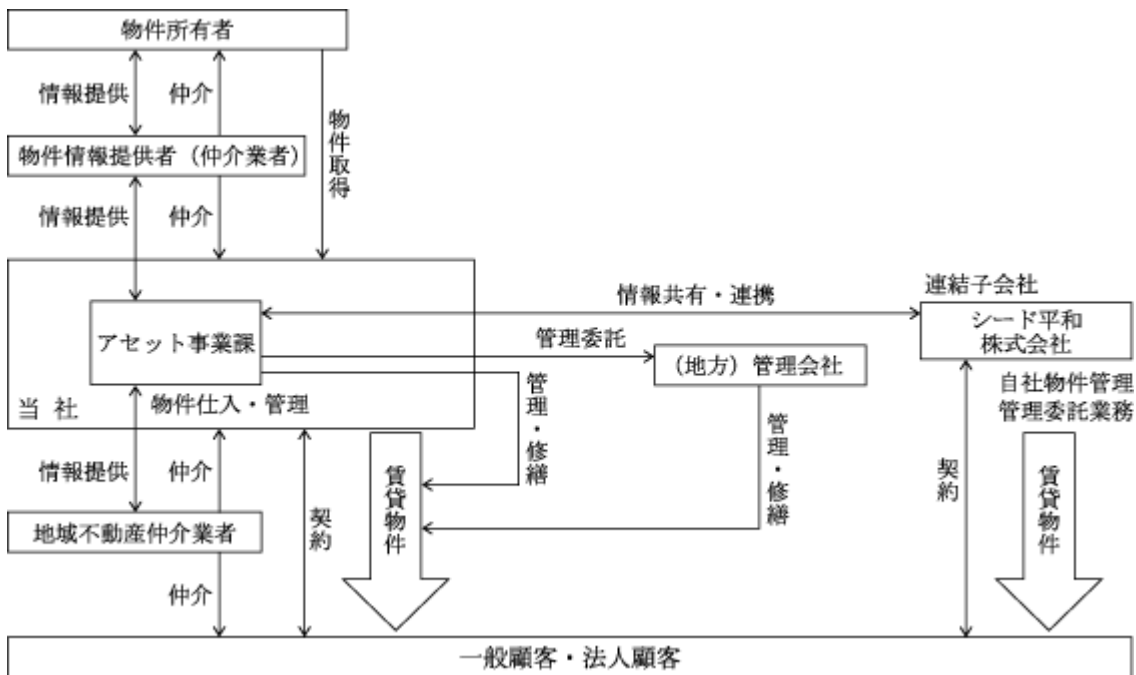 物件所有者
情報提供
仲介
物件取得
物件情報提供者(仲介業者)
情報提供
仲介
連結子会社
情報共有・連携
シード平和
株式会社
アセット事業課
管理委託
(地方)管理会社
自社物件管理
管理委託業務
当 社
物件仕入・管理
管理・修繕
管理・修繕
情報提供
仲介
契約
賃貸物件
契約
賃貸物件
地域不動産仲介業者
仲介
一般顧客・法人顧客